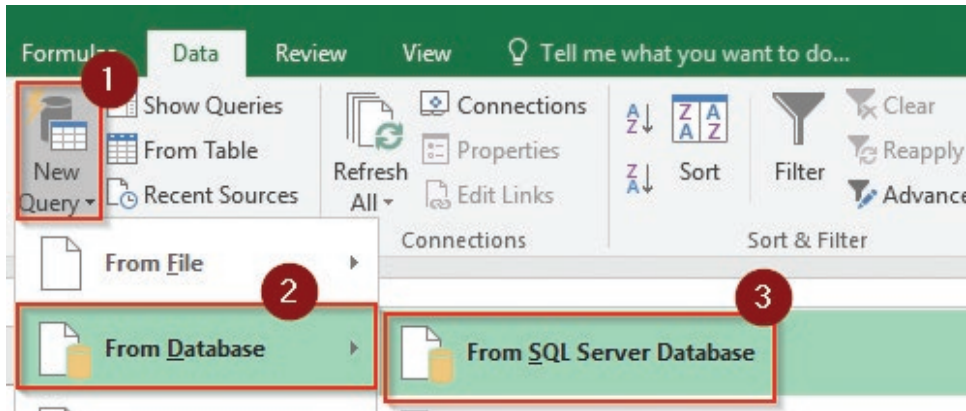 Formulas Data Review View Tell me what you want to do...
1
Show Queries
From Table
Recent Sources
New
Query
Refresh
All
Connections
Properties
Edit Links
Connections
A
Z
Z
A
Z A
A Z
Sort
Filter
Clear
Reapply
Advance
Sort & Filter
From File
2
From Database
3
From SQL Server Database